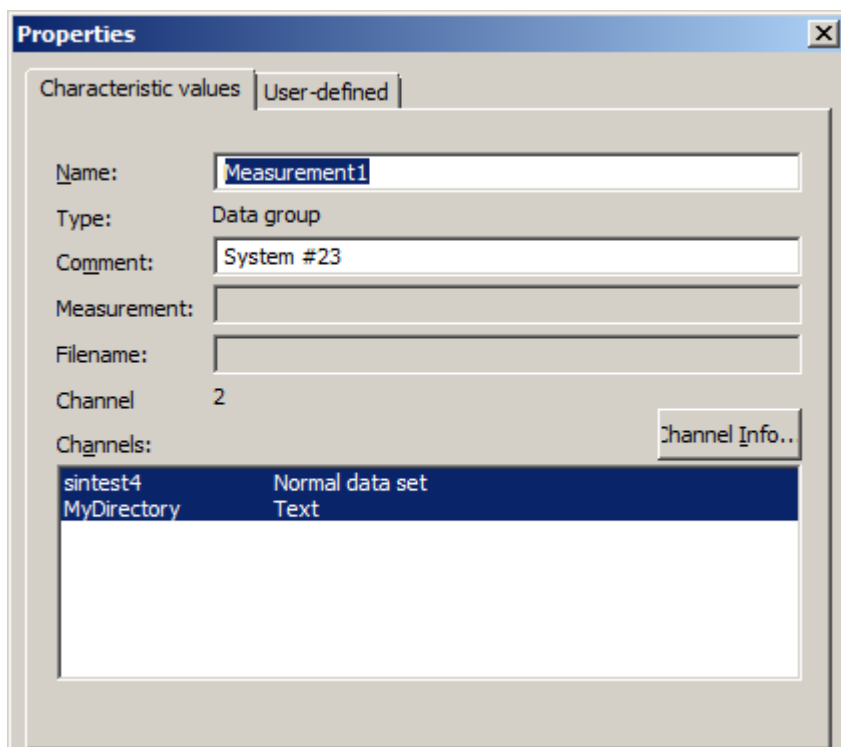 Properties
Characteristic values User-defined
Name: Measurement1
Type: Data group
Comment: System #23
Measurement:
Filename:
Channel 2
Channels: Channel Info...
sintest4 Normal data set
MyDirectory Text